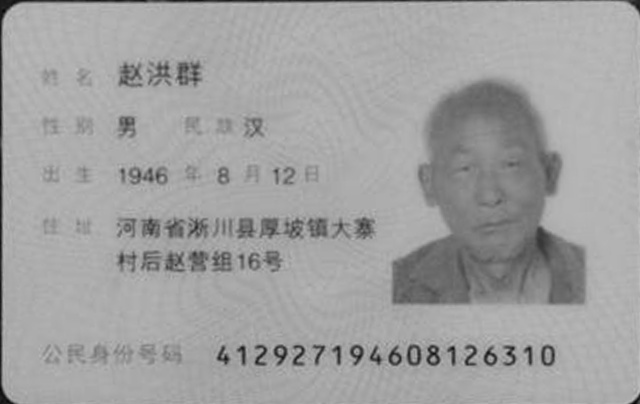 姓名 赵洪群
性别 男 民族 汉
出生 1946 年 8 月 12 日
住址 河南省淅川县厚坡镇大寨
村后赵营组16号
公民身份号码 412927194608126310